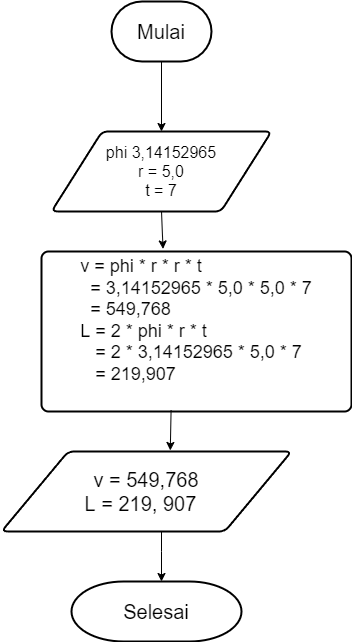 Mulai
phi 3,14152965
r = 5,0
t = 7
v = phi * r * r * t
= 3,14152965 * 5,0 * 5,0 * 7
= 549,768
L = 2 * phi * r * t
= 2 * 3,14152965 * 5,0 * 7
= 219,907
v = 549,768
L = 219, 907
Selesai